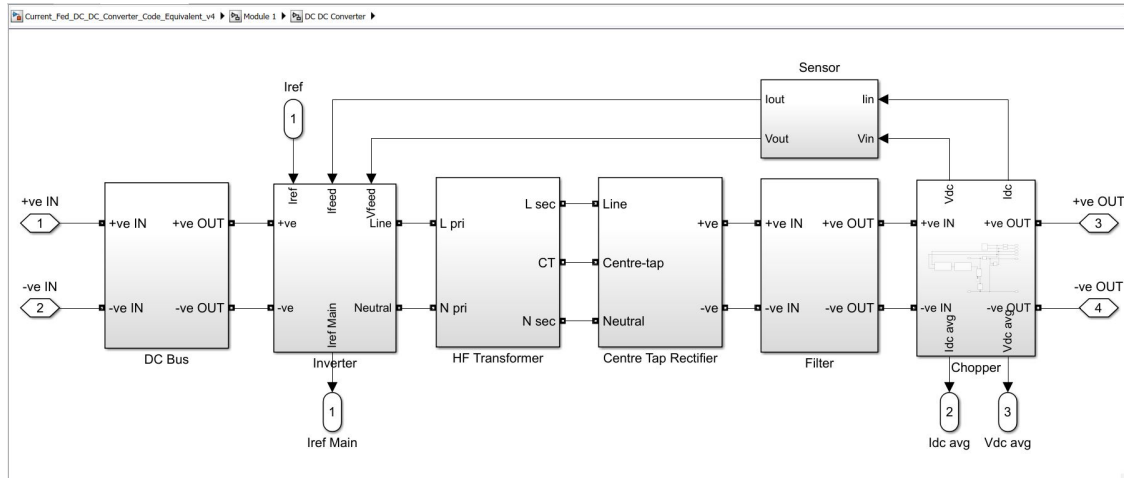 Current_Fed_DC_DC_Converter_Code_Equivalent_v4 Module 1 DC DC Converter
Sensor
Iref
1
Iout Iin
Vout Vin
Iref Ifeed Vfeed
Vdc Idc
+ve IN
1
+ve IN +ve OUT
+ve Line
L pri L sec
Line +ve
+ve IN +ve OUT
+ve IN +ve OUT
+ve OUT
3
CT Centre-tap
-ve IN
2
-ve IN -ve OUT
-ve Neutral
N pri N sec
Neutral -ve
-ve IN -ve OUT
-ve IN -ve OUT
-ve OUT
4
Iref Main
Idc avg Vdc avg
DC Bus
Inverter
HF Transformer
Centre Tap Rectifier
Filter
Chopper
1
Iref Main
2
Idc avg
3
Vdc avg